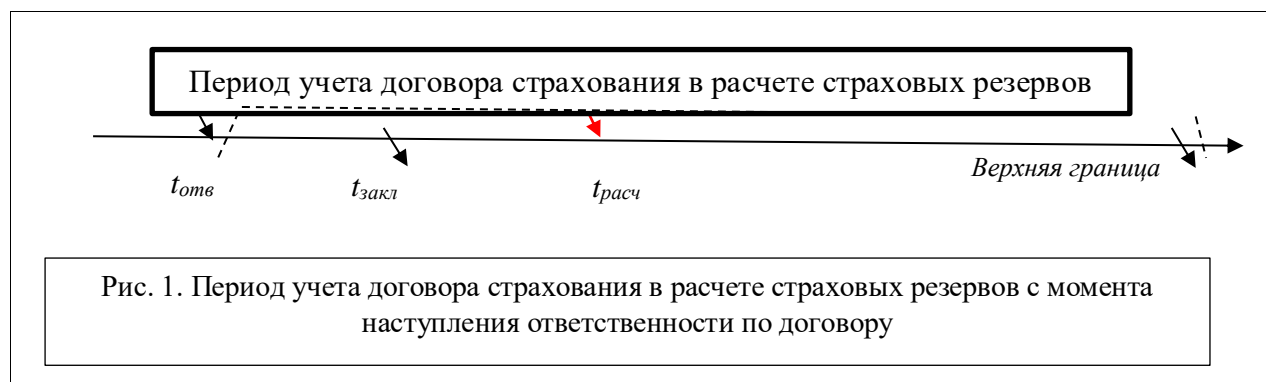 Период учета договора страхования в расчете страховых резервов
Верхняя граница
tотв tзакл tрасч
Рис. 1. Период учета договора страхования в расчете страховых резервов с момента
наступления ответственности по договору